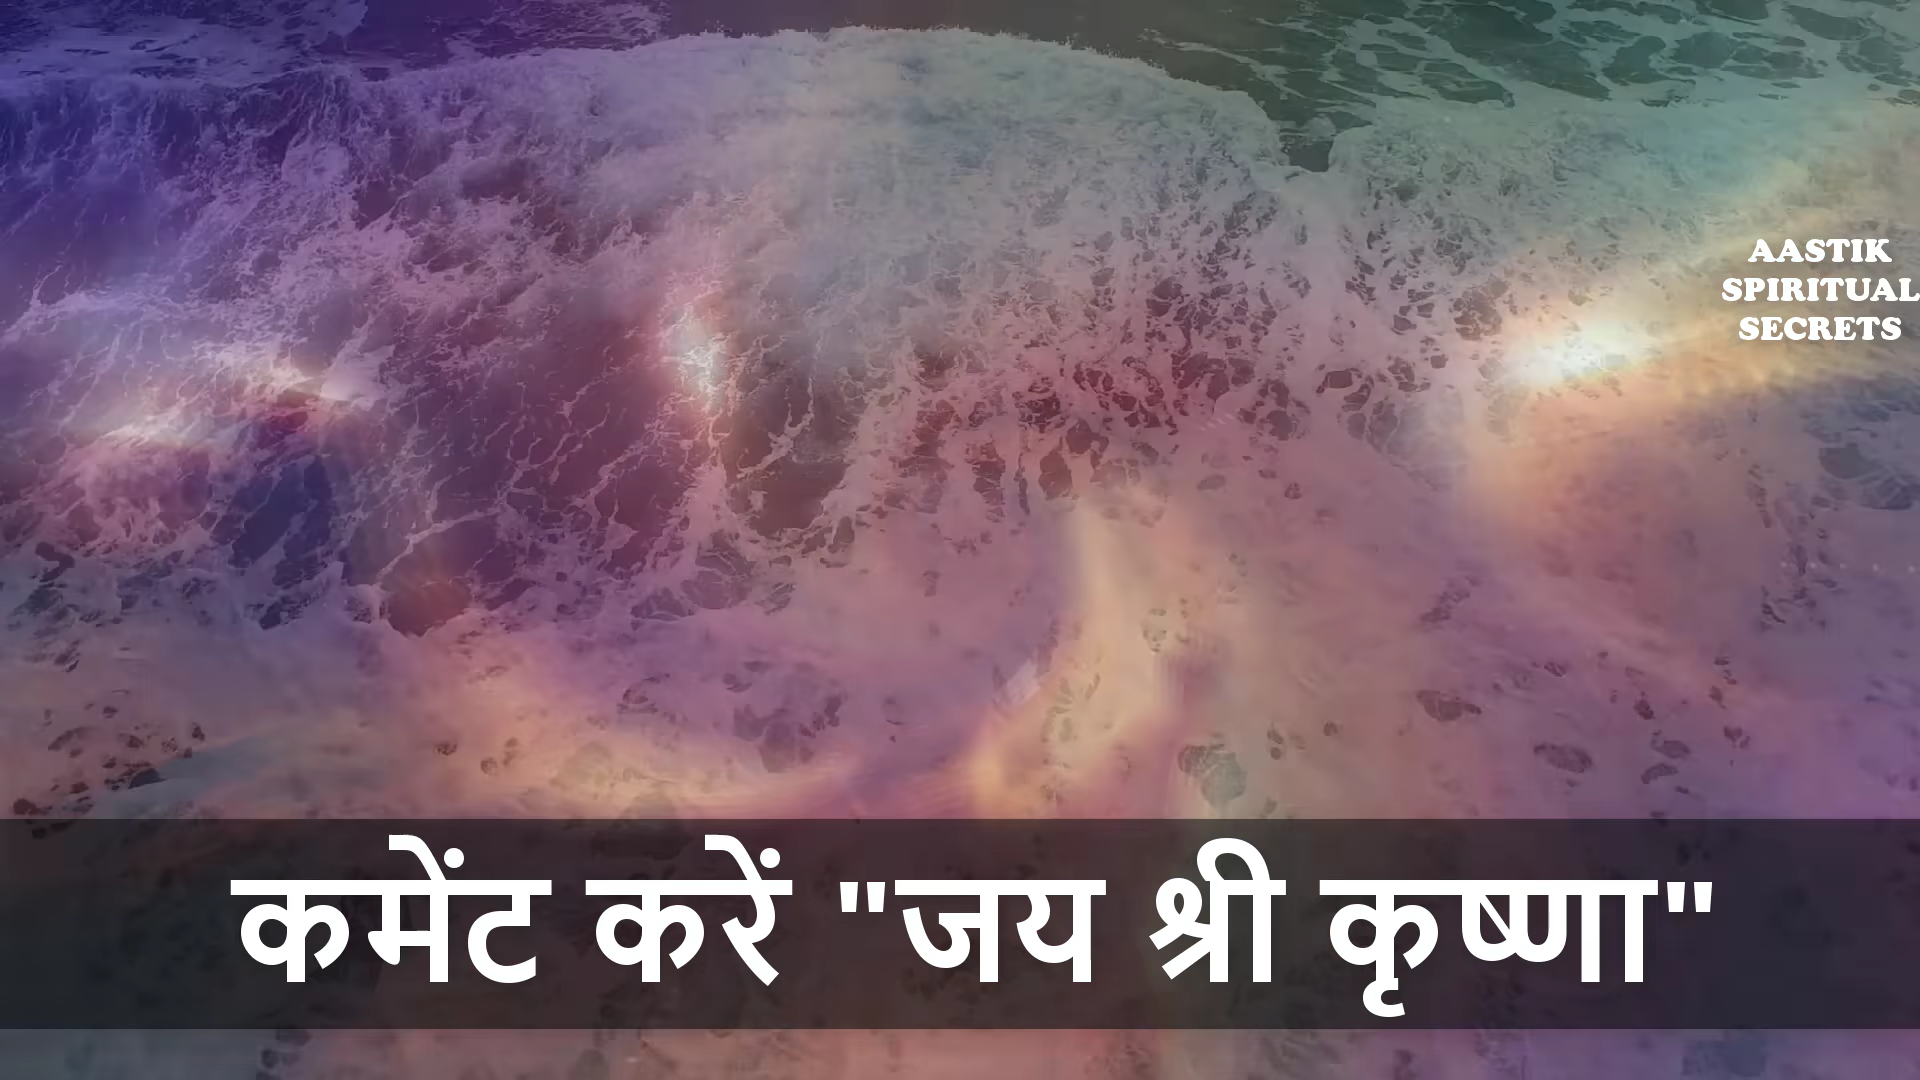 AASTIK
SPIRITUAL
SECRETS
कमेंट करें "जय श्री कृष्णा"